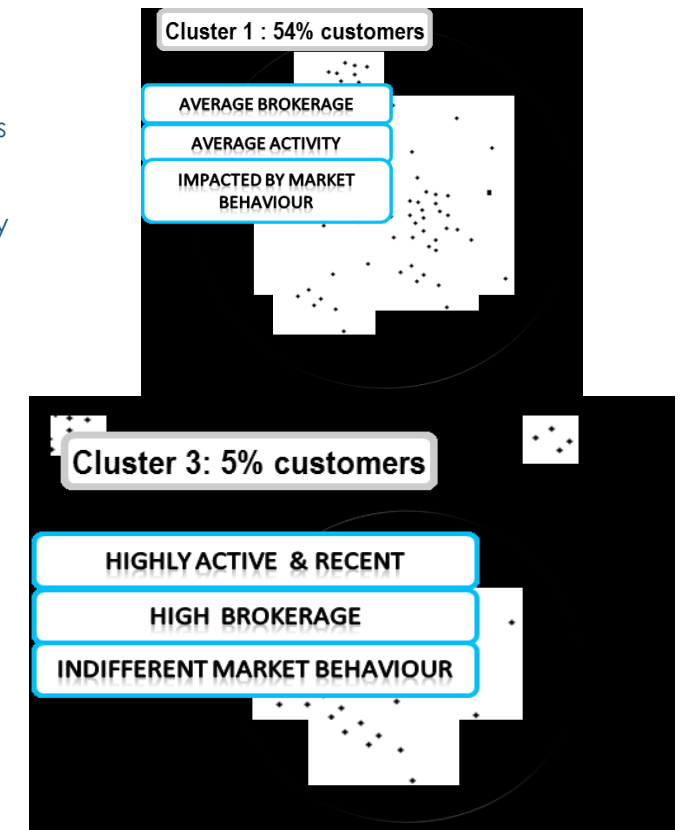 Cluster 1 : 54% customers
AVERAGE BROKERAGE
s
AVERAGE ACTIVITY
IMPACTED BY MARKET
BEHAVIOUR
y
Cluster 3: 5% customers
HIGHLY ACTIVE & RECENT
HIGH BROKERAGE
INDIFFERENT MARKET BEHAVIOUR